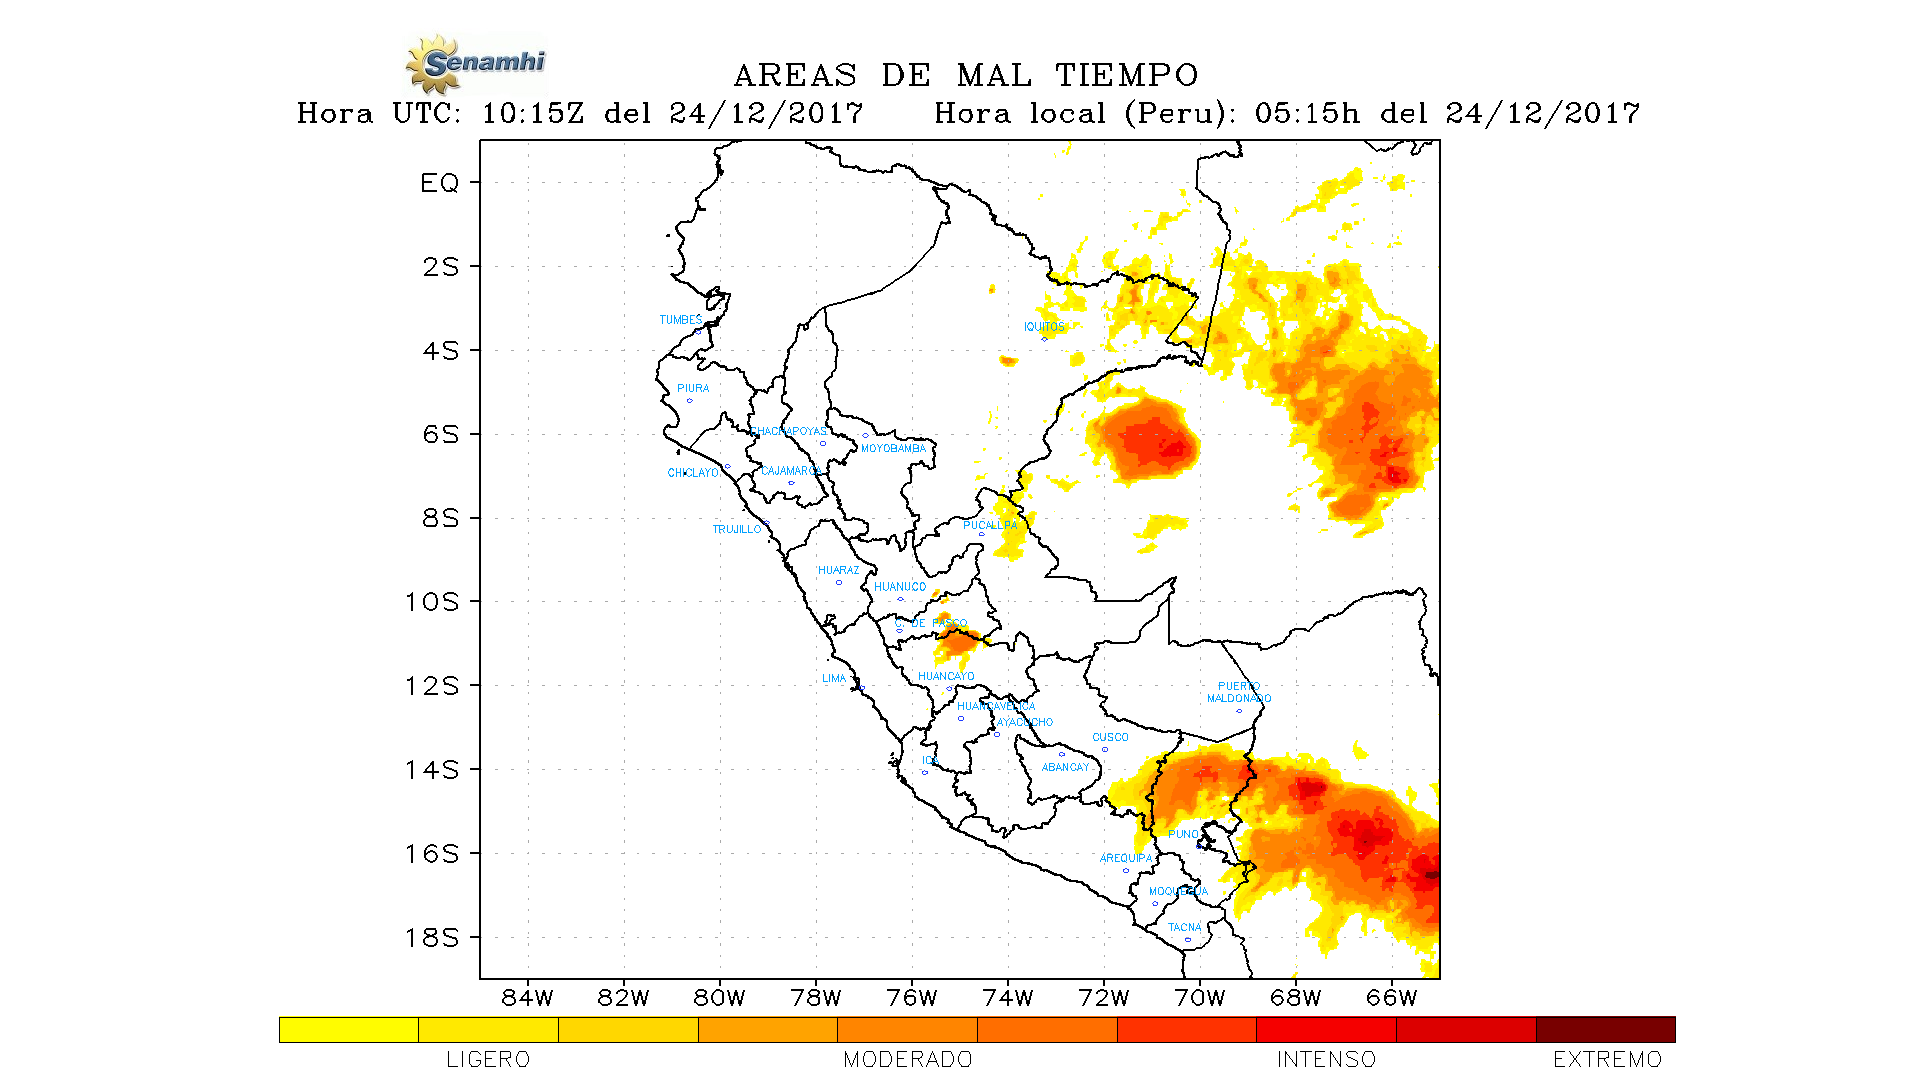 Senamhi
AREAS DE MAL TIEMPO
Hora UTC: 10:15Z del 24/12/2017 Hora local (Peru): 05:15h del 24/12/2017
EQ
2S
TUMBES
IQUITOS
4S
PIURA
6S
CHACHAPOYAS
MOYOBAMBA
CHICLAYO
CAJAMARCA
8S
TRUJILLO
PUCALLPA
HUARAZ
HUANUCO
10S
C. DE PASCO
LIMA
HUANCAYO
12S
PUERTO
MALDONADO
HUANCAVELICA
AYACUCHO
CUSCO
ICA
ABANCAY
14S
PUNO
16S
AREQUIPA
MOQUEGUA
TACNA
18S
84W 82W 80W 78W 76W 74W 72W 70W 68W 66W
LIGERO MODERADO INTENSO EXTREMO